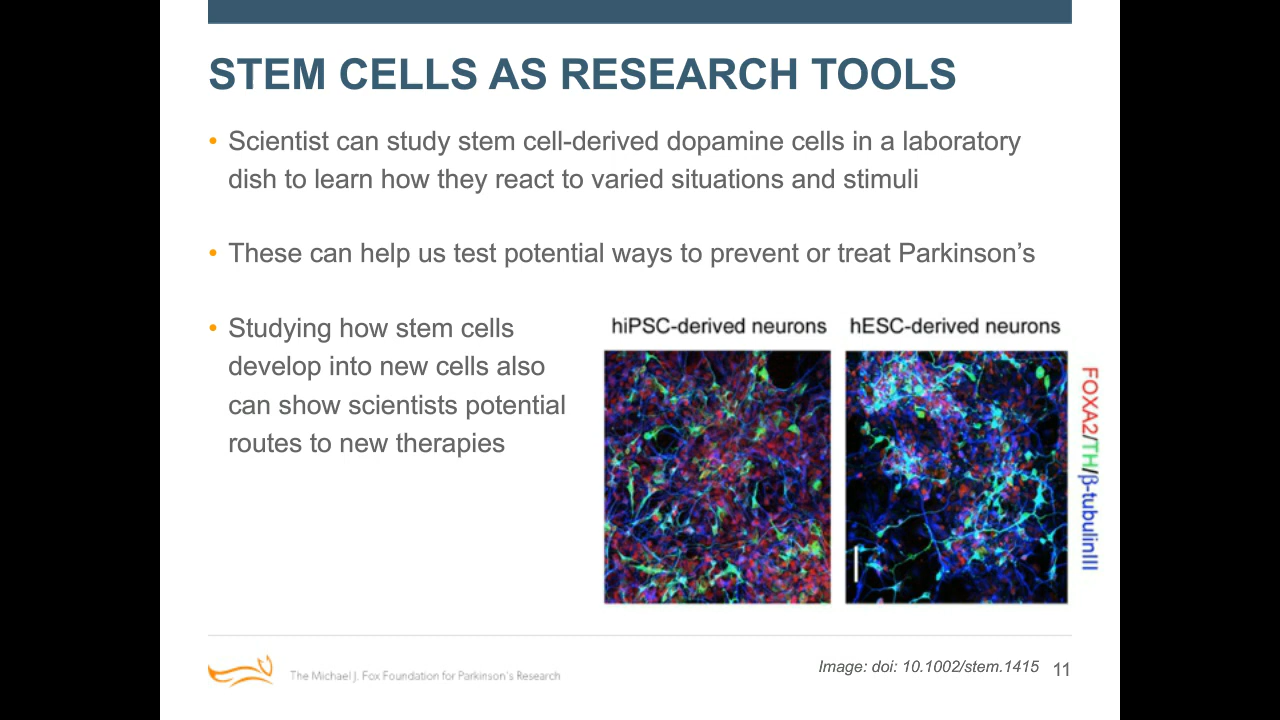 STEM CELLS AS RESEARCH TOOLS
• Scientist can study stem cell-derived dopamine cells in a laboratory
dish to learn how they react to varied situations and stimuli
• These can help us test potential ways to prevent or treat Parkinson’s
• Studying how stem cells
develop into new cells also
can show scientists potential
routes to new therapies
hiPSC-derived neurons
hESC-derived neurons
FOXA2/TH/β-tubulinIII
The Michael J. Fox Foundation for Parkinson's Research
Image: doi: 10.1002/stem.1415
11